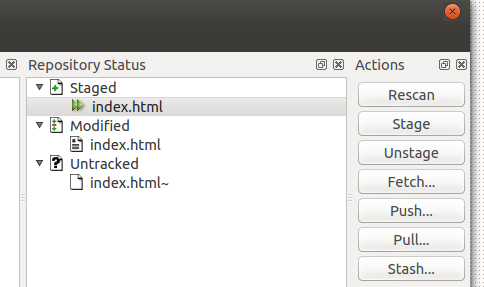 Repository Status
Staged
index.html
Modified
index.html
Untracked
index.html~
Actions
Rescan
Stage
Unstage
Fetch...
Push...
Pull...
Stash...